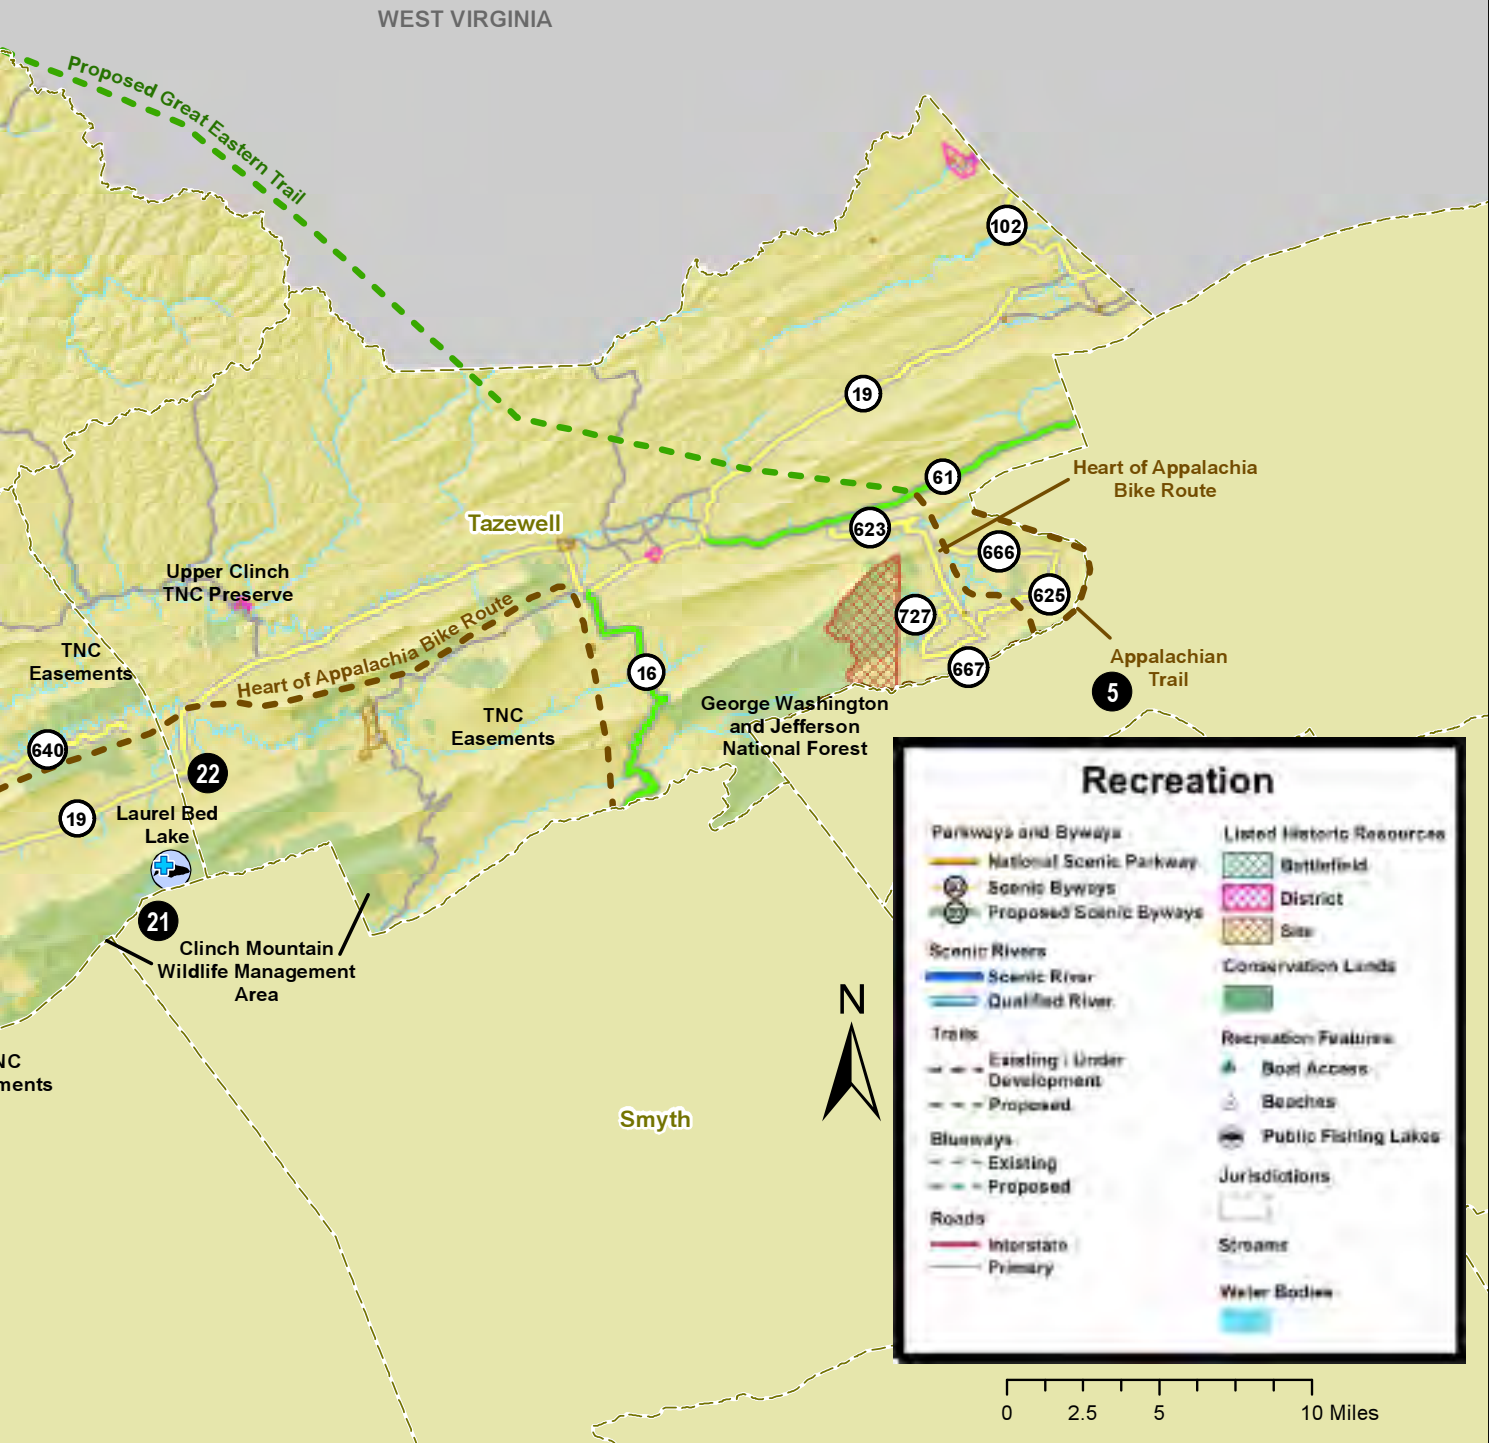 WEST VIRGINIA
Proposed Great Eastern Trail
102
19
61
Heart of Appalachia
Bike Route
623
Tazewell
666
Upper Clinch
TNC Preserve
625
727
Heart of Appalachia Bike Route
TNC
Easements
16
667
Appalachian
Trail
5
George Washington
and Jefferson
National Forest
TNC
Easements
640
22
19
Laurel Bed
Lake
21
Clinch Mountain
Wildlife Management
Area
NC
ments
N
Smyth
Recreation
Parkways and Byways
National Scenic Parkway
Scenic Byways
Proposed Scenic Byways
Scenic Rivers
Scenic River
Qualified River
Trails
Existing / Under
Development
Proposed
Blueways
Existing
Proposed
Roads
Interstate
Primary
Listed Historic Resources
Battlefield
District
Site
Conservation Lands
Recreation Features
Boat Access
Beaches
Public Fishing Lakes
Jurisdictions
Streams
Water Bodies
0 2.5 5 10 Miles